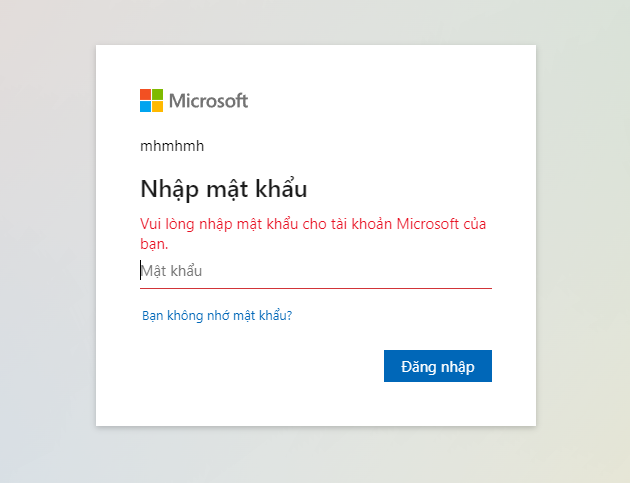 Microsoft
mhmhmh
Nhập mật khẩu
Vui lòng nhập mật khẩu cho tài khoản Microsoft của
bạn.
Mật khẩu
Bạn không nhớ mật khẩu?
Đăng nhập